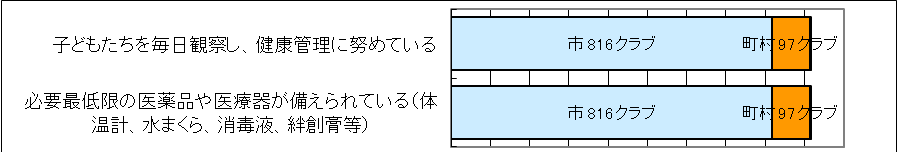 子どもたちを毎日観察し、健康管理に努めている
市 816クラブ 町村 97クラブ
必要最低限の医薬品や医療器が備えられている(体
温計、水まくら、消毒液、絆創膏等)
市 816クラブ 町村 97クラブ